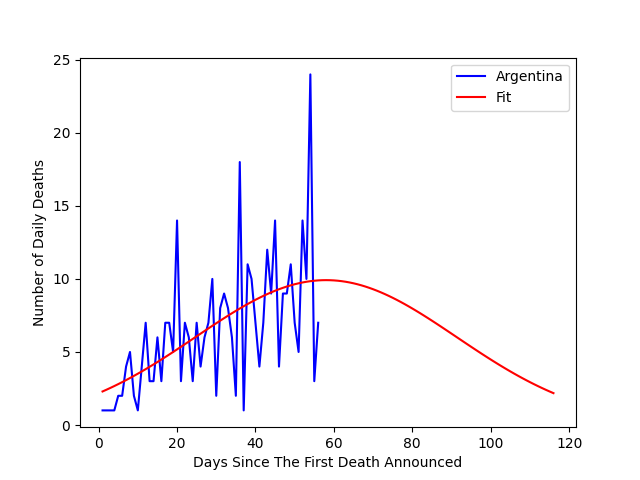 25
20
15
10
5
0
Number of Daily Deaths
Argentina
Fit
0 20 40 60 80 100 120
Days Since The First Death Announced